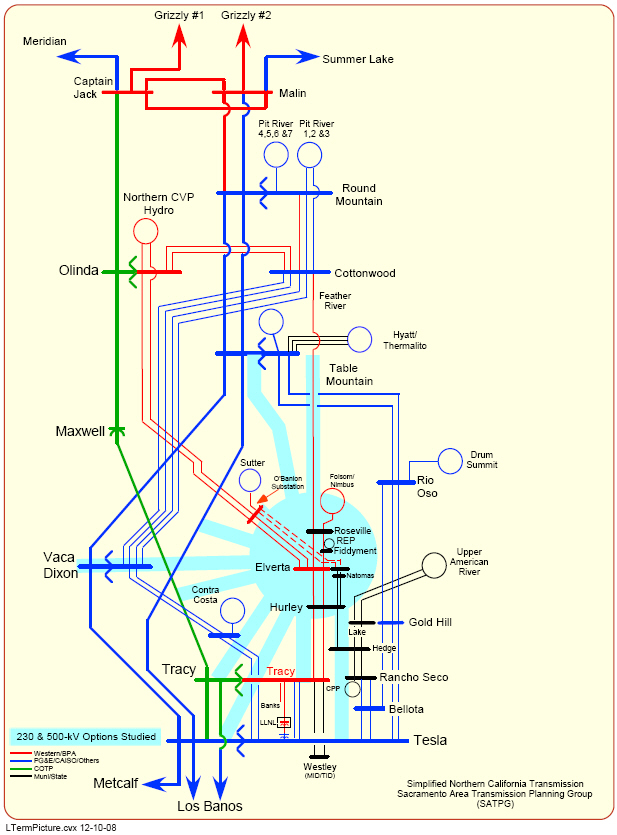 Grizzly #1
Grizzly #2
Meridian
Summer Lake
Captain
Jack
Malin
Pit River
4,5,6 &7
Pit River
1,2 &3
Round
Mountain
Northern CVP
Hydro
Olinda
Cottonwood
Feather
River
Hyatt/
Thermalito
Table
Mountain
Maxwell
Sutter
O'Banion
Substation
Folsom/
Nimbus
Drum
Summit
Rio
Oso
Roseville
REP
Fiddyment
Vaca
Dixon
Elverta
Natomas
Upper
American
River
Contra
Costa
Hurley
Lake
Gold Hill
Hedge
Tracy
Tracy
Rancho Seco
CPP
Banks
LLNL
Bellota
230 & 500-kV Options Studied
Tesla
Western/BPA
PG&E/CAISO/Others
COTP
Muni/State
Westley
(MID/TID)
Metcalf
Los Banos
Simplified Northern California Transmission
Sacramento Area Transmission Planning Group
(SATPG)
LTermPicture.cvx 12-10-08